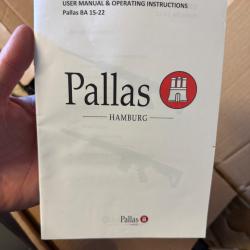 USER MANUAL & OPERATING INSTRUCTIONS
Pallas BA 15-22
Pallas
HAMBURG
Pallas